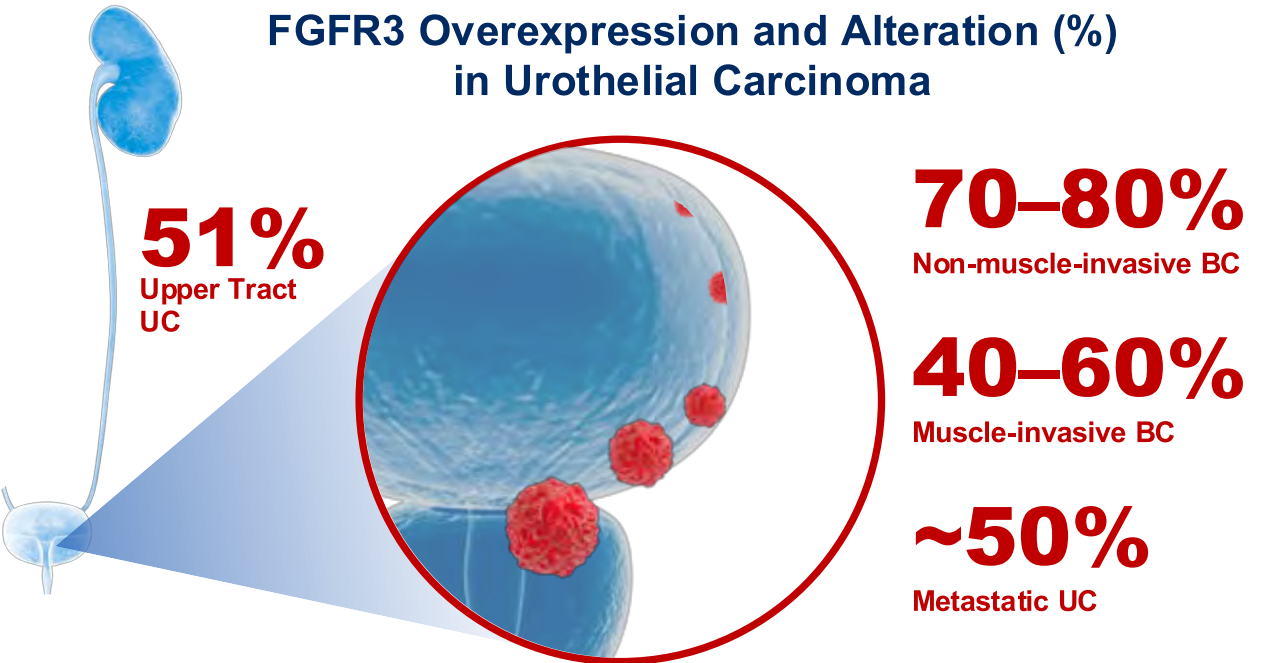 FGFR3 Overexpression and Alteration (%)
in Urothelial Carcinoma
51%
Upper Tract
UC
70–80%
Non-muscle-invasive BC
40–60%
Muscle-invasive BC
~50%
Metastatic UC